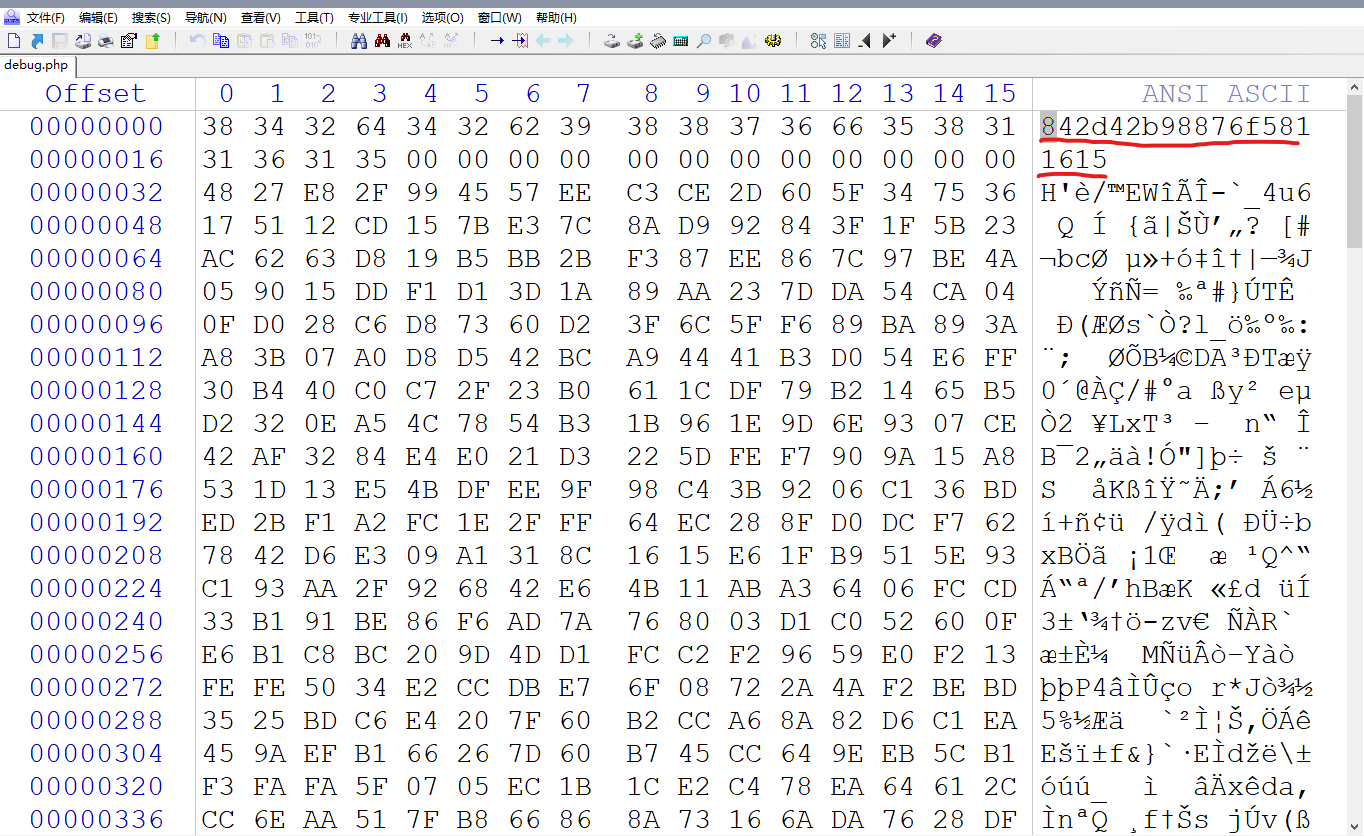 文件(F) 编辑(E) 搜索(S) 导航(N) 查看(V) 工具(T) 专业工具(I) 选项(O) 窗口(W) 帮助(H)
debug.php
Offset 0 1 2 3 4 5 6 7 8 9 10 11 12 13 14 15 ANSI ASCII
00000000 38 34 32 64 34 32 62 39 38 38 37 36 66 35 38 31 842d42b98876f581
00000016 31 36 31 35 00 00 00 00 00 00 00 00 00 00 00 00 1615
00000032 48 27 E8 2F 99 45 57 EE C3 CE 2D 60 5F 34 75 36 H'è/™EWîÃÎ-`_4u6
00000048 17 51 12 CD 15 7B E3 7C 8A D9 92 84 3F 1F 5B 23 Q Í {ã|ŠÙ’„? [#
00000064 AC 62 63 D8 19 B5 BB 2B F3 87 EE 86 7C 97 BE 4A ¬bcØ µ»+ó‡î†|—¾J
00000080 05 90 15 DD F1 D1 3D 1A 89 AA 23 7D DA 54 CA 04 ÝñÑ= ‰ª#}ÚTÊ
00000096 0F D0 28 C6 D8 73 60 D2 3F 6C 5F F6 89 BA 89 3A Ð(ÆØs`Ò?l_ö‰º‰:
00000112 A8 3B 07 A0 D8 D5 42 BC A9 44 41 B3 D0 54 E6 FF ¨; ØÕB¼©DA³ÐTæÿ
00000128 30 B4 40 C0 C7 2F 23 B0 61 1C DF 79 B2 14 65 B5 0´@ÀÇ/#°a ßy² eµ
00000144 D2 32 0E A5 4C 78 54 B3 1B 96 1E 9D 6E 93 07 CE Ò2 ¥LxT³ – n“ Î
00000160 42 AF 32 84 E4 E0 21 D3 22 5D FE F7 90 9A 15 A8 B¯2„äà!Ó"]þ÷ š ¨
00000176 53 1D 13 E5 4B DF EE 9F 98 C4 3B 92 06 C1 36 BD S åKßîŸ˜Ä;’ Á6½
00000192 ED 2B F1 A2 FC 1E 2F FF 64 EC 28 8F D0 DC F7 62 í+ñ¢ü /ÿdì( ÐÜ÷b
00000208 78 42 D6 E3 09 A1 31 8C 16 15 E6 1F B9 51 5E 93 xBÖã ¡1Œ æ ¹Q^“
00000224 C1 93 AA 2F 92 68 42 E6 4B 11 AB A3 64 06 FC CD Á“ª/’hBæK «£d üÍ
00000240 33 B1 91 BE 86 F6 AD 7A 76 80 03 D1 C0 52 60 0F 3±‘¾†ö-zv€ ÑÀR`
00000256 E6 B1 C8 BC 20 9D 4D D1 FC C2 F2 96 59 E0 F2 13 æ±È¼ MÑüÂò–Yàò
00000272 FE FE 50 34 E2 CC DB E7 6F 08 72 2A 4A F2 BE BD þþP4âÌÛço r*Jò¾½
00000288 35 25 BD C6 E4 20 7F 60 B2 CC A6 8A 82 D6 C1 EA 5%½Æä `²Ì¦Š‚ÖÁê
00000304 45 9A EF B1 66 26 7D 60 B7 45 CC 64 9E EB 5C B1 Ešï±f&}`·EÌdžë\±
00000320 F3 FA FA 5F 07 05 EC 1B 1C E2 C4 78 EA 64 61 2C óúú_ ì âÄxêda,
00000336 CC 6E AA 51 7F B8 66 86 8A 73 16 6A DA 76 28 DF ÌnªQ ¸f†Šs jÚv(ß